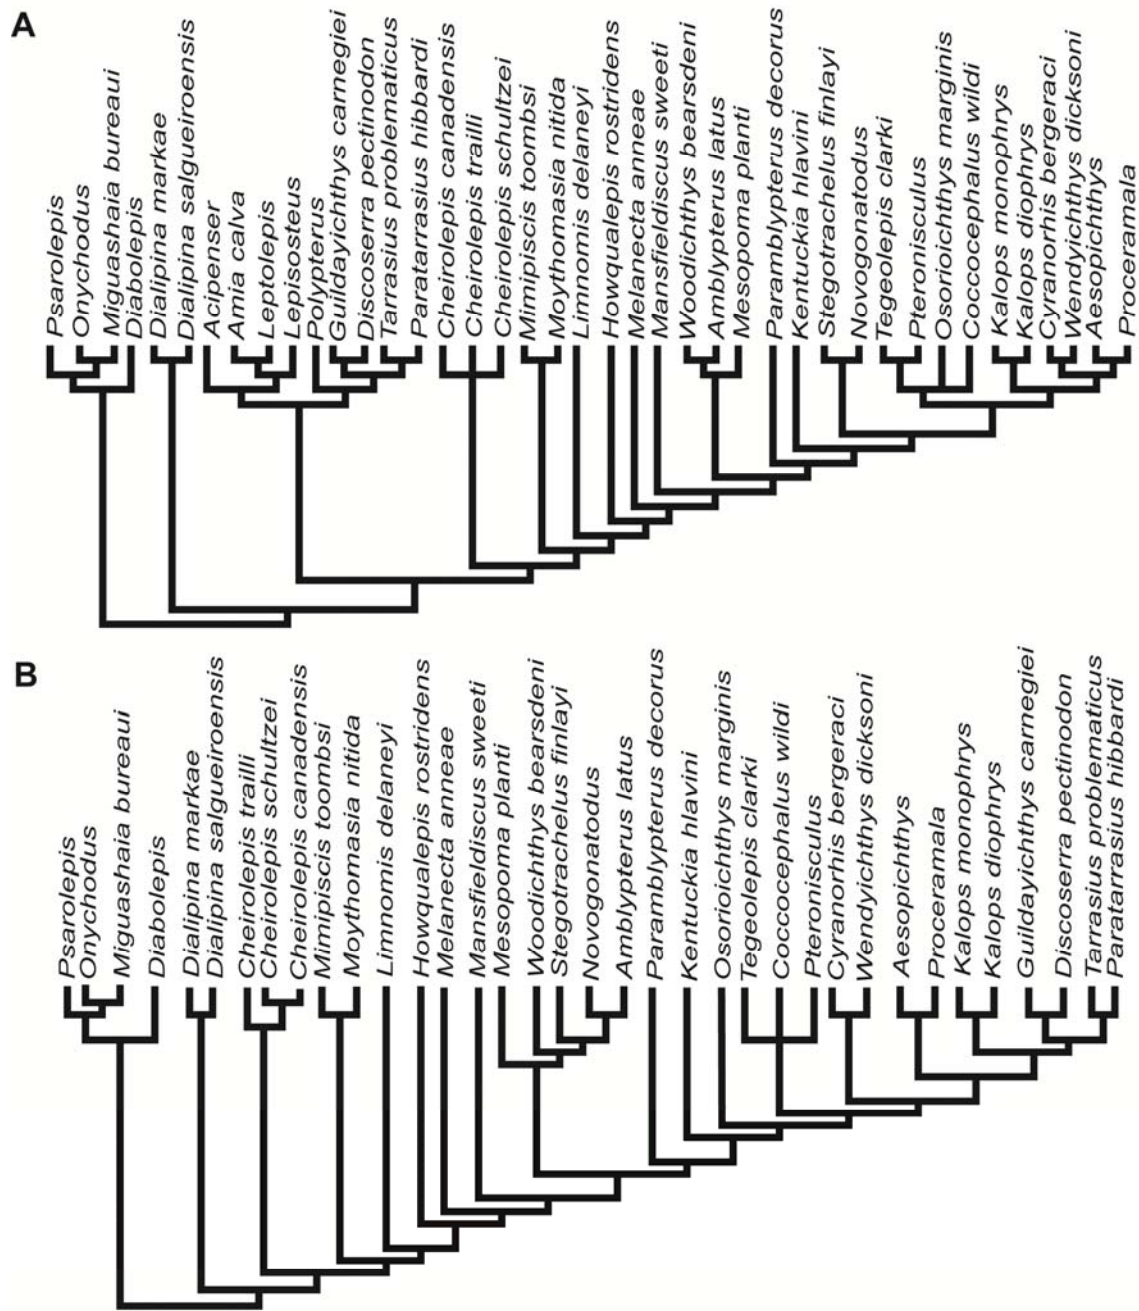 A
Psarolepis
Onychodus
Miguashaia bureaui
Diabolepis
Dialipina markae
Dialipina salgueiroensis
Acipenser
Amia calva
Leptolepis
Lepisosteus
Polypterus
Guildayichthys carnegiei
Discoserra pectinodon
Tarrasius problematicus
Paratarrasius hibbardi
Cheirolepis canadensis
Cheirolepis trailli
Cheirolepis schultzei
Mimipiscis toombsi
Moythomasia nitida
Limnomis delaneyi
Howqualepis rostridens
Melanecta anneae
Mansfieldiscus sweeti
Woodichthys bearsdeni
Amblypterus latus
Mesopoma planti
Paramblypterus decorus
Kentuckia hlavini
Stegotrachelus finlayi
Novogonatodus
Tegeolepis clarki
Pteronisculus
Osorioichthys marginis
Coccocephalus wildi
Kalops monophrys
Kalops diophrys
Cyranorhis bergeraci
Wendyichthys dicksoni
Aesopichthys
Proceramala
B
Psarolepis
Onychodus
Miguashaia bureaui
Diabolepis
Dialipina markae
Dialipina salgueiroensis
Cheirolepis trailli
Cheirolepis schultzei
Cheirolepis canadensis
Mimipiscis toombsi
Moythomasia nitida
Limnomis delaneyi
Howqualepis rostridens
Melanecta anneae
Mansfieldiscus sweeti
Mesopoma planti
Woodichthys bearsdeni
Stegotrachelus finlayi
Novogonatodus
Amblypterus latus
Paramblypterus decorus
Kentuckia hlavini
Osorioichthys marginis
Tegeolepis clarki
Coccocephalus wildi
Pteronisculus
Cyranorhis bergeraci
Wendyichthys dicksoni
Aesopichthys
Proceramala
Kalops monophrys
Kalops diophrys
Guildayichthys carnegiei
Discoserra pectinodon
Tarrasius problematicus
Paratarrasius hibbardi